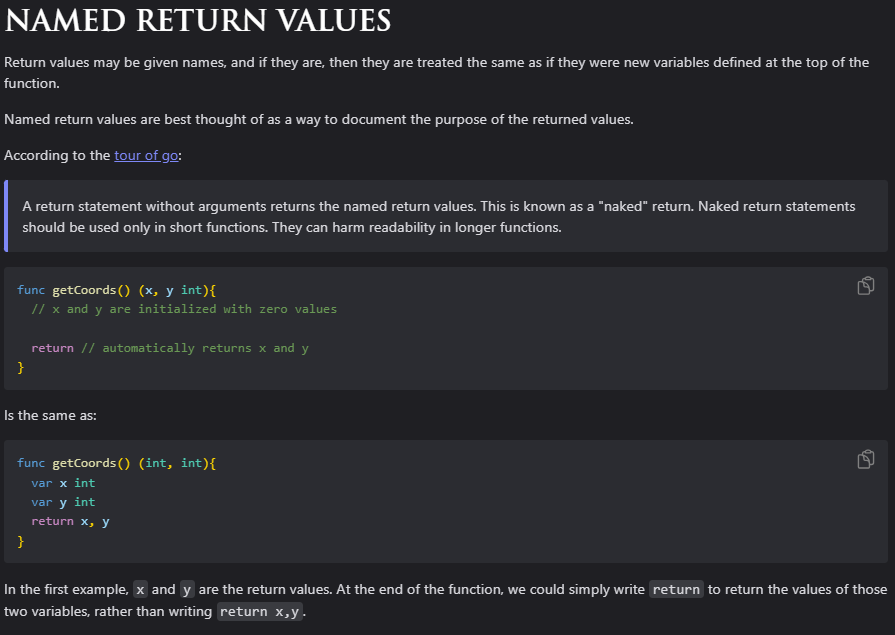 NAMED RETURN VALUES
Return values may be given names, and if they are, then they are treated the same as if they were new variables defined at the top of the
function.
Named return values are best thought of as a way to document the purpose of the returned values.
According to the tour of go:
A return statement without arguments returns the named return values. This is known as a "naked" return. Naked return statements
should be used only in short functions. They can harm readability in longer functions.
func getCoords() (x, y int){
  // x and y are initialized with zero values
  return // automatically returns x and y
}
Is the same as:
func getCoords() (int, int){
  var x int
  var y int
  return x, y
}
In the first example, x and y are the return values. At the end of the function, we could simply write return to return the values of those
two variables, rather than writing return x,y.